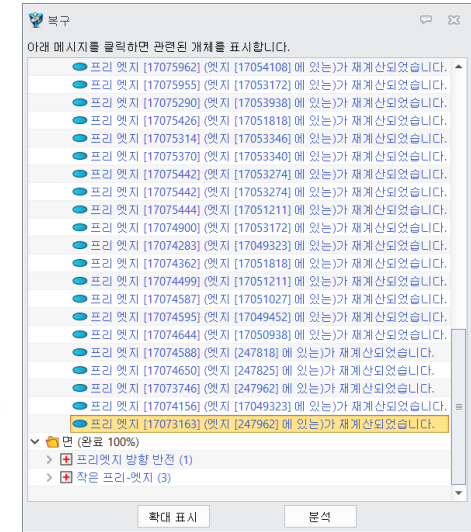 복구
아래 메시지를 클릭하면 관련된 개체를 표시합니다.
프리 엣지 [17075962] (엣지 [17054108] 에 있는)가 재계산되었습니다.
프리 엣지 [17075955] (엣지 [17053172] 에 있는)가 재계산되었습니다.
프리 엣지 [17075290] (엣지 [17053938] 에 있는)가 재계산되었습니다.
프리 엣지 [17075426] (엣지 [17051818] 에 있는)가 재계산되었습니다.
프리 엣지 [17075314] (엣지 [17053346] 에 있는)가 재계산되었습니다.
프리 엣지 [17075370] (엣지 [17053340] 에 있는)가 재계산되었습니다.
프리 엣지 [17075442] (엣지 [17053274] 에 있는)가 재계산되었습니다.
프리 엣지 [17075442] (엣지 [17053274] 에 있는)가 재계산되었습니다.
프리 엣지 [17075444] (엣지 [17051211] 에 있는)가 재계산되었습니다.
프리 엣지 [17074900] (엣지 [17053172] 에 있는)가 재계산되었습니다.
프리 엣지 [17074283] (엣지 [17049323] 에 있는)가 재계산되었습니다.
프리 엣지 [17074362] (엣지 [17051818] 에 있는)가 재계산되었습니다.
프리 엣지 [17074499] (엣지 [17051211] 에 있는)가 재계산되었습니다.
프리 엣지 [17074587] (엣지 [17051027] 에 있는)가 재계산되었습니다.
프리 엣지 [17074595] (엣지 [17049452] 에 있는)가 재계산되었습니다.
프리 엣지 [17074644] (엣지 [17050938] 에 있는)가 재계산되었습니다.
프리 엣지 [17074588] (엣지 [247818] 에 있는)가 재계산되었습니다.
프리 엣지 [17074650] (엣지 [247825] 에 있는)가 재계산되었습니다.
프리 엣지 [17073746] (엣지 [247962] 에 있는)가 재계산되었습니다.
프리 엣지 [17074156] (엣지 [17049323] 에 있는)가 재계산되었습니다.
프리 엣지 [17073163] (엣지 [247962] 에 있는)가 재계산되었습니다.
면 (완료 100%)
프리엣지 방향 반전 (1)
작은 프리-엣지 (3)
확대 표시 분석